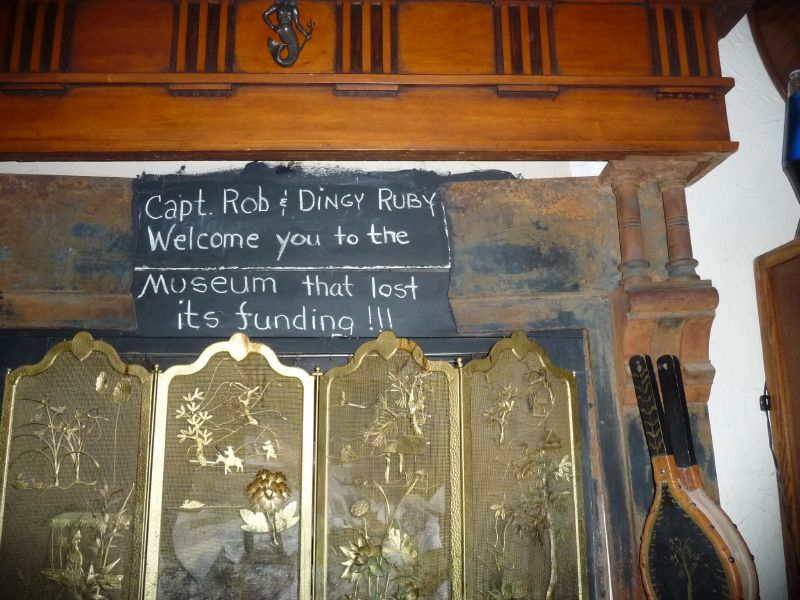 Capt. Rob & Dingy Ruby
Welcome you to the
Museum that lost
its funding !!!